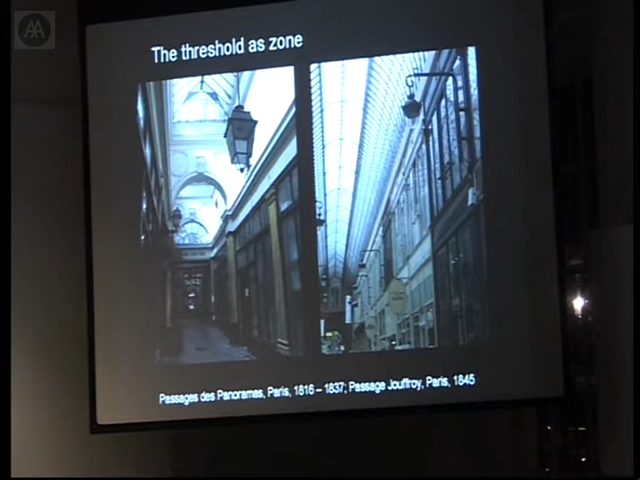 AA
The threshold as zone
Passages des Panoramas, Paris, 1816 – 1837; Passage Jouffroy, Paris, 1845